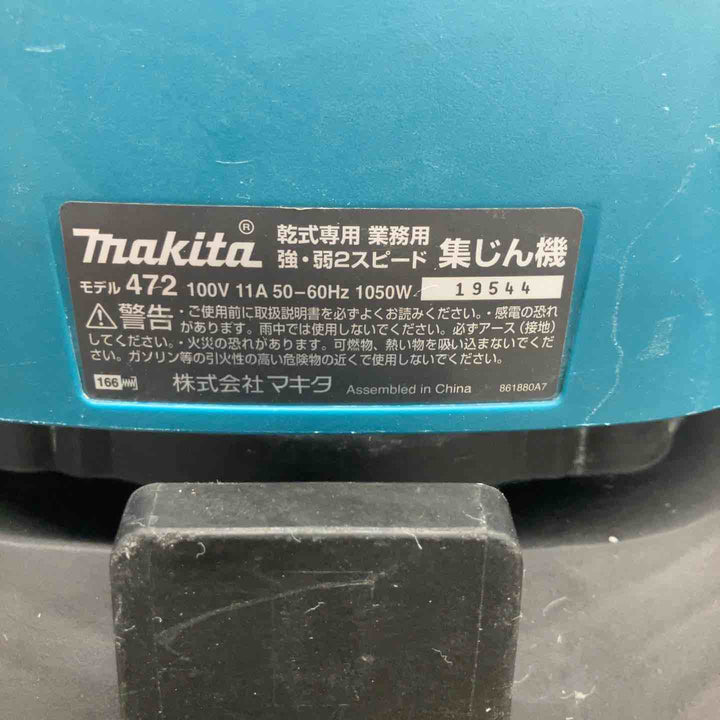 makita® 乾式専用 業務用 集じん機
強・弱2スピード
モデル 472 100V 11A 50-60Hz 1050W 19544
⚠警告 ・ご使用前に取扱説明書を必ずよくお読みください。・感電の恐れ
があります。雨中では使用しないでください。必ずアース(接地)
してください。・火災の恐れがあります。可燃物、熱い物を吸い込まないでくだ
さい。ガソリン等の引火性の高い危険物の近くで使用しないでください。
166 株式会社マキタ Assembled in China 861880A7